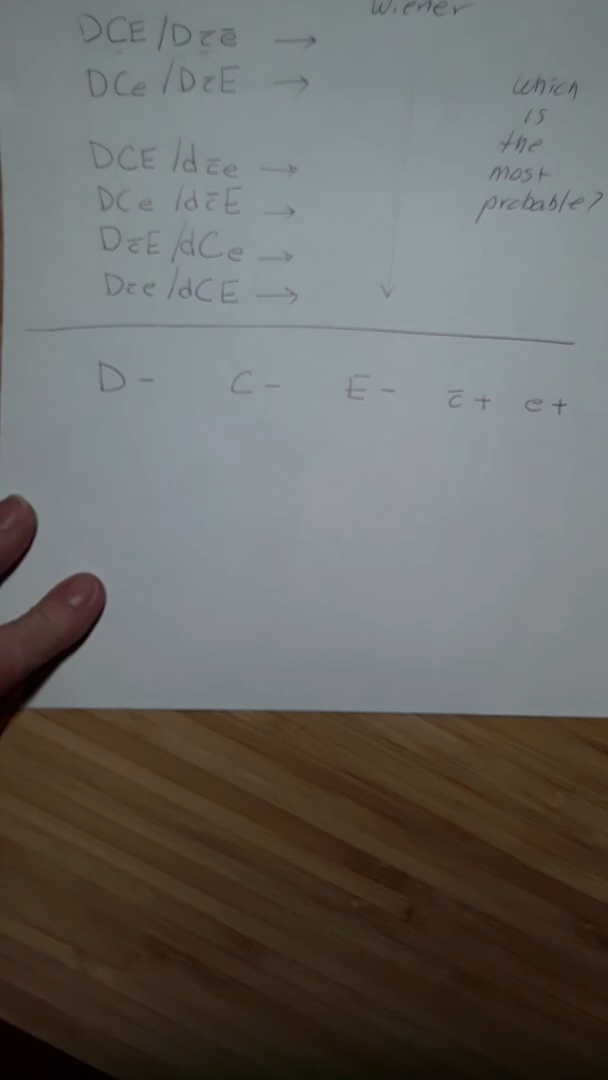 Wiener
DCE/Dc̄ē →
DCe/Dc̄E →
Which
is
the
most
probable?
DCE/dc̄e →
DCe/dc̄E →
Dc̄E/dCe →
Dc̄e/dCE →
D- C- E- c̄+ e+